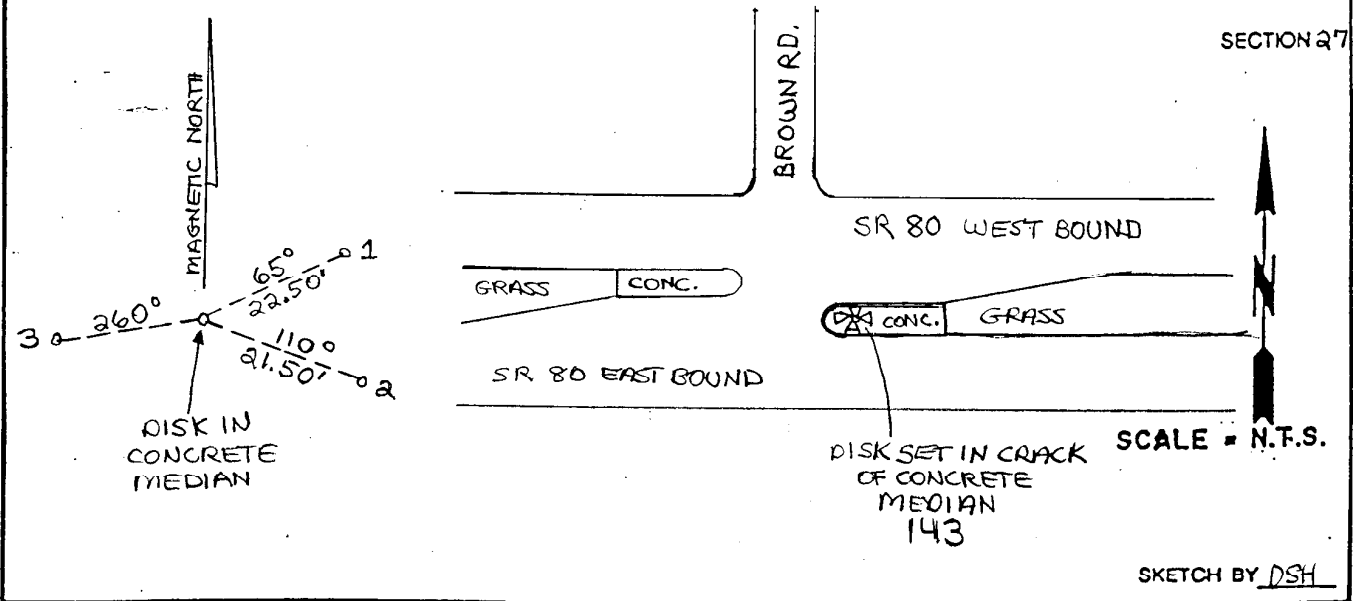 SECTION 27
MAGNETIC NORTH
BROWN RD.
SR 80 WEST BOUND
65°
22.50'
1
GRASS
CONC.
N
260°
3
110°
21.50'
2
CONC.
GRASS
SR 80 EAST BOUND
DISK IN
CONCRETE
MEDIAN
SCALE = N.T.S.
DISK SET IN CRACK
OF CONCRETE
MEDIAN
143
SKETCH BY DSH